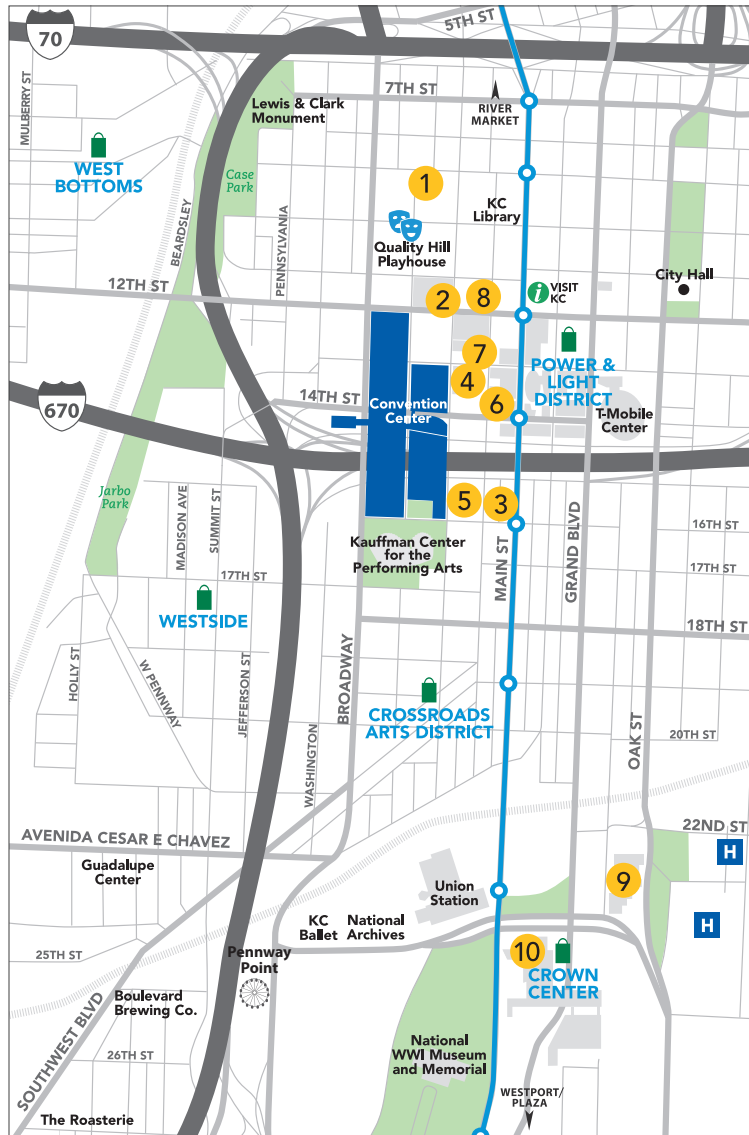 5TH ST
70
MULBERRY ST
Lewis & Clark
Monument
7TH ST
RIVER
MARKET
WEST
BOTTOMS
Case
Park
1
KC
Library
BEARDSLEY
PENNSYLVANIA
Quality Hill
Playhouse
12TH ST
2
8
i
VISIT
KC
City Hall
7
4
POWER &
LIGHT
DISTRICT
670
14TH ST
Convention
Center
6
T-Mobile
Center
Jarbo
Park
MADISON AVE
SUMMIT ST
5
3
MAIN ST
GRAND BLVD
16TH ST
Kauffman Center
for the
Performing Arts
17TH ST
17TH ST
WESTSIDE
18TH ST
HOLLY ST
W PENNWAY
JEFFERSON ST
WASHINGTON
BROADWAY
CROSSROADS
ARTS DISTRICT
OAK ST
20TH ST
AVENIDA CESAR E CHAVEZ
22ND ST
H
Guadalupe
Center
Union
Station
9
KC
Ballet
National
Archives
H
25TH ST
Pennway
Point
10
CROWN
CENTER
Boulevard
Brewing Co.
SOUTHWEST BLVD
26TH ST
National
WWI Museum
and Memorial
WESTPORT/
PLAZA
The Roasterie